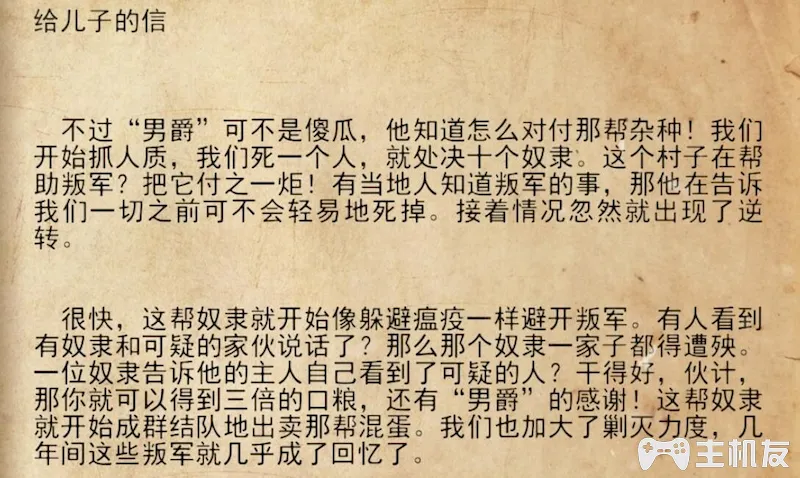 给儿子的信
不过“男爵”可不是傻瓜，他知道怎么对付那帮杂种！我们
开始抓人质，我们死一个人，就处决十个奴隶。这个村子在帮
助叛军？把它付之一炬！有当地人知道叛军的事，那他在告诉
我们一切之前可不会轻易地死掉。接着情况忽然就出现了逆
转。
很快，这帮奴隶就开始像躲避瘟疫一样避开叛军。有人看到
有奴隶和可疑的家伙说话了？那么那个奴隶一家子都得遭殃。
一位奴隶告诉他的主人自己看到了可疑的人？干得好，伙计，
那你就可以得到三倍的口粮，还有“男爵”的感谢！这帮奴隶
就开始成群结队地出卖那帮混蛋。我们也加大了剿灭力度，几
年间这些叛军就几乎成了回忆了。
主机友